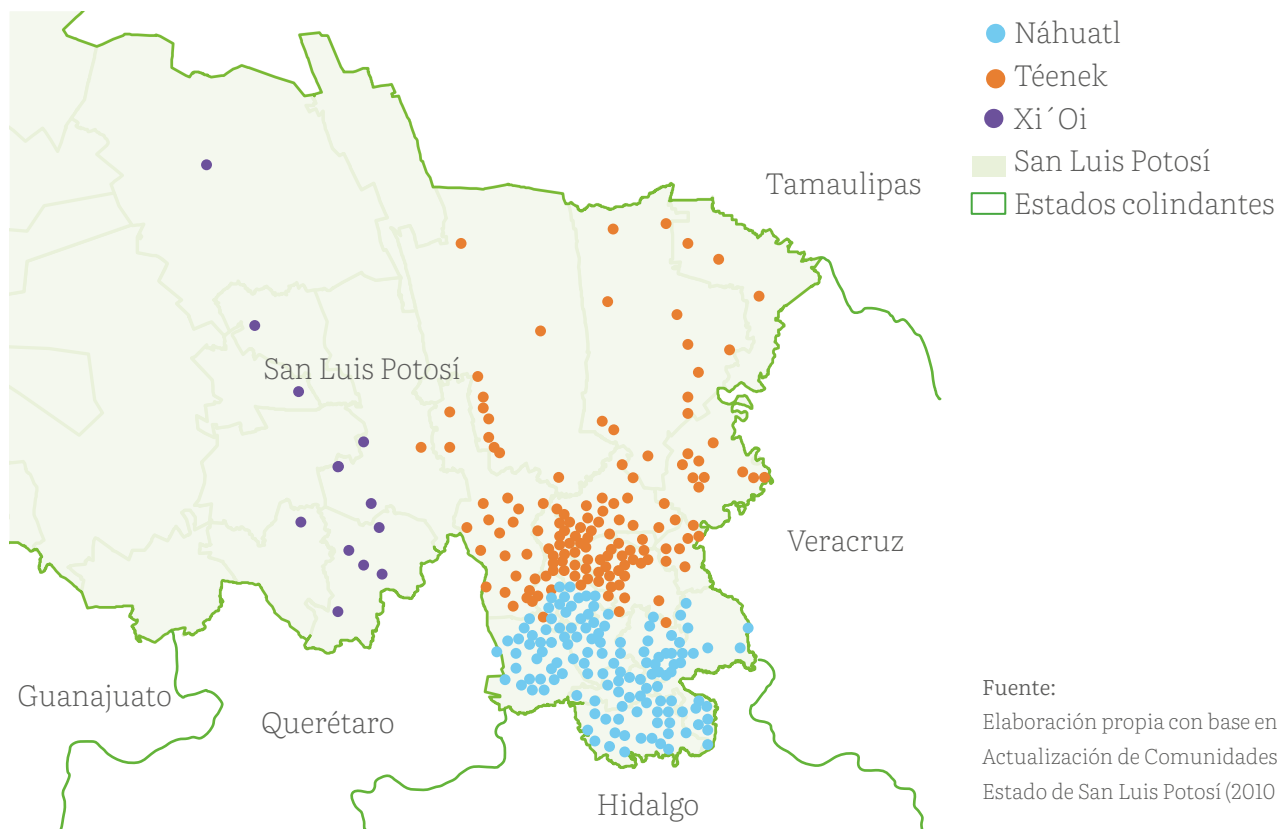 Náhuatl
Téenek
Xi´Oi
San Luis Potosí
Estados colindantes
Tamaulipas
San Luis Potosí
Veracruz
Guanajuato
Querétaro
Hidalgo
Fuente:
Elaboración propia con base en
Actualización de Comunidades
Estado de San Luis Potosí (2010